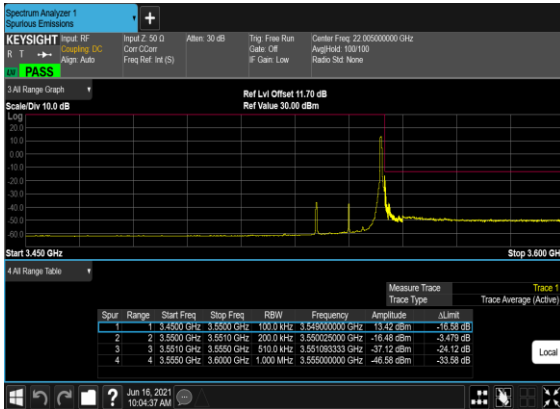 Spectrum Analyzer 1
Spurious Emissions
+
KEYSIGHT Input: RF Input Z: 50 Ω Atten: 30 dB Trig: Free Run Center Freq: 22.005000000 GHz
R T Coupling: DC Corr CCorr Gate: Off Avg|Hold: 100/100
Align: Auto Freq Ref: Int (S) IF Gain: Low Radio Std: None
LXI PASS
3 All Range Graph
Ref Lvl Offset 11.70 dB
Scale/Div 10.0 dB Ref Value 30.00 dBm
Log
20.0
10.0
0.00
-10.0
-20.0
-30.0
-40.0
-50.0
-60.0
Start 3.450 GHz Stop 3.600 GH
4 All Range Table
Measure Trace Trace 1
Trace Type Trace Average (Active)
Spur Range Start Freq Stop Freq RBW Frequency Amplitude ΔLimit
1 1 3.4500 GHz 3.5500 GHz 100.0 kHz 3.549000000 GHz 13.42 dBm -16.58 dB
2 2 3.5500 GHz 3.5510 GHz 200.0 kHz 3.550025000 GHz -16.48 dBm -3.479 dB
3 3 3.5510 GHz 3.5550 GHz 510.0 kHz 3.551093333 GHz -37.12 dBm -24.12 dB
4 4 3.5550 GHz 3.6000 GHz 1.000 MHz 3.555000000 GHz -46.58 dBm -33.58 dB
Local
? Jun 16, 2021
10:04:37 AM